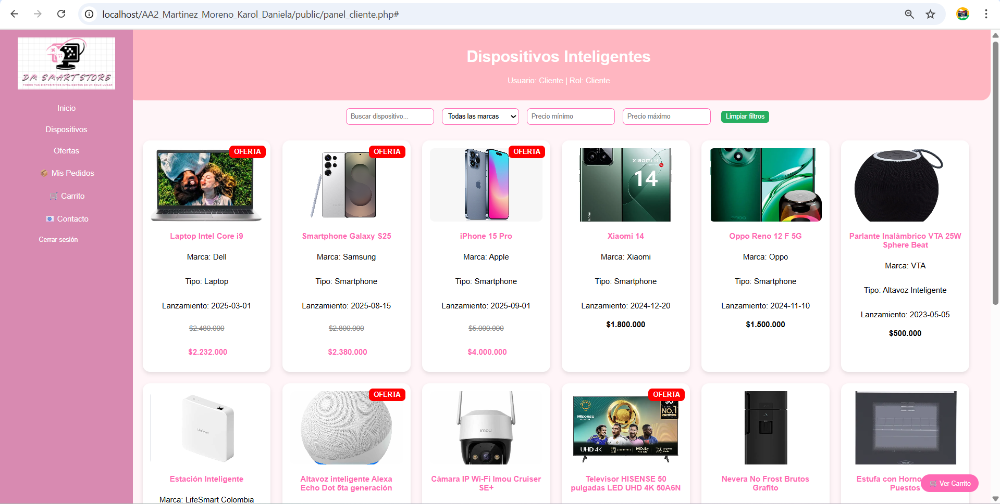 localhost/AA2_Martinez_Moreno_Karol_Daniela/public/panel_cliente.php#
DM SMART STORE
TODOS TUS DISPOSITIVOS INTELIGENTES EN UN SOLO LUGAR
Inicio
Dispositivos
Ofertas
Mis Pedidos
Carrito
Contacto
Cerrar sesión
Dispositivos Inteligentes
Usuario: Cliente | Rol: Cliente
Buscar dispositivo...
Todas las marcas
Precio mínimo
Precio máximo
Limpiar filtros
OFERTA
Laptop Intel Core i9
Marca: Dell
Tipo: Laptop
Lanzamiento: 2025-03-01
$2.480.000
$2.232.000
OFERTA
Smartphone Galaxy S25
Marca: Samsung
Tipo: Smartphone
Lanzamiento: 2025-08-15
$2.800.000
$2.380.000
OFERTA
iPhone 15 Pro
Marca: Apple
Tipo: Smartphone
Lanzamiento: 2025-09-01
$5.000.000
$4.000.000
xiaomi 14
14
xiaomi
Xiaomi 14
Marca: Xiaomi
Tipo: Smartphone
Lanzamiento: 2024-12-20
$1.800.000
Oppo Reno 12 F 5G
Marca: Oppo
Tipo: Smartphone
Lanzamiento: 2024-11-10
$1.500.000
Parlante Inalámbrico VTA 25W
Sphere Beat
Marca: VTA
Tipo: Altavoz Inteligente
Lanzamiento: 2023-05-05
$500.000
LifeSmart
Estación Inteligente
Marca: LifeSmart Colombia
OFERTA
Altavoz inteligente Alexa
Echo Dot 5ta generación
imou
Cámara IP Wi-Fi Imou Cruiser
SE+
OFERTA
Hisense
NO.1
UHD 4K
Dolby
Televisor HISENSE 50
pulgadas LED UHD 4K 50A6N
Nevera No Frost Brutos
Grafito
Estufa con Horno
Puestos
Ver Carrito